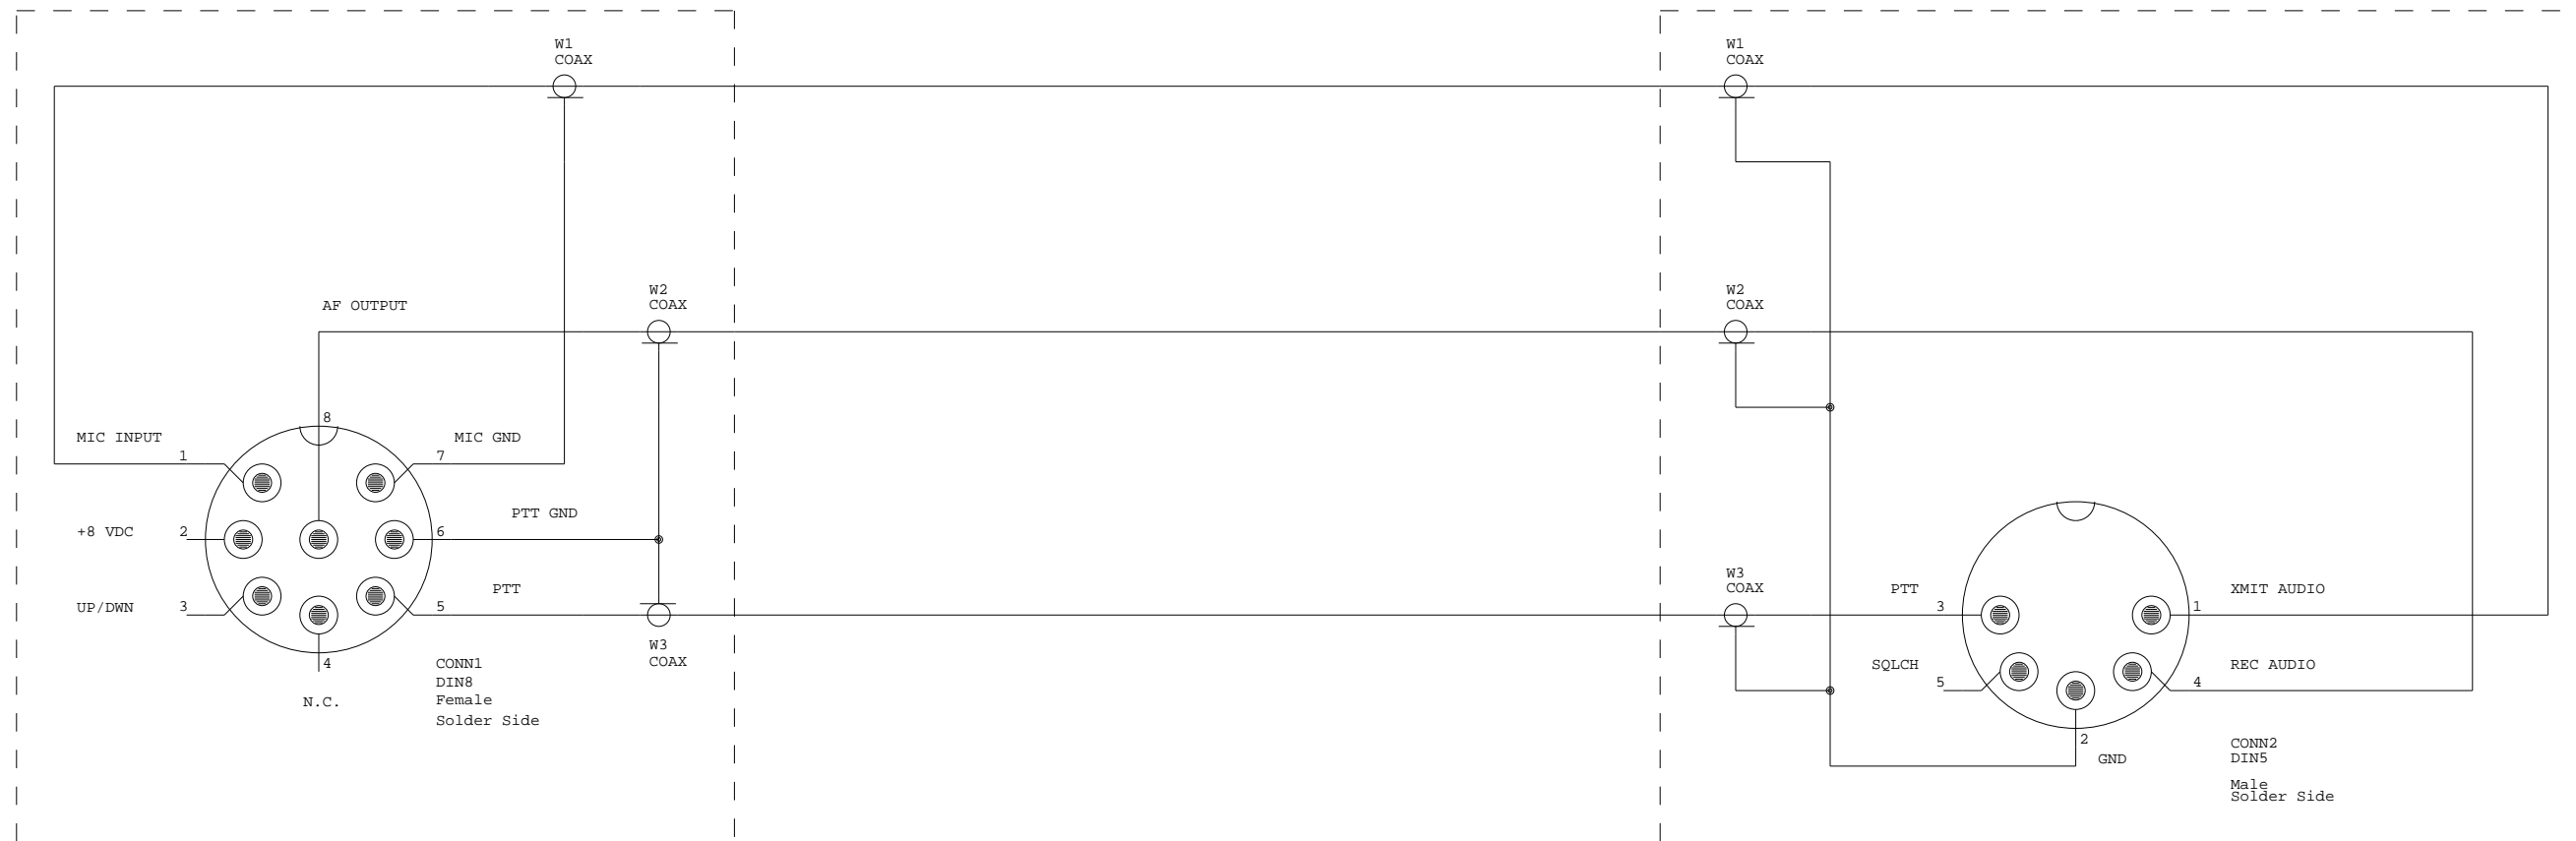 W1
COAX
W1
COAX
W2
COAX
W2
COAX
AF OUTPUT
8
MIC INPUT
1
MIC GND
7
+8 VDC
2
PTT GND
6
UP/DWN
3
PTT
5
4
N.C.
CONN1
DIN8
Female
Solder Side
W3
COAX
W3
COAX
PTT
3
XMIT AUDIO
1
SQLCH
5
REC AUDIO
4
2
GND
CONN2
DIN5
Male
Solder Side